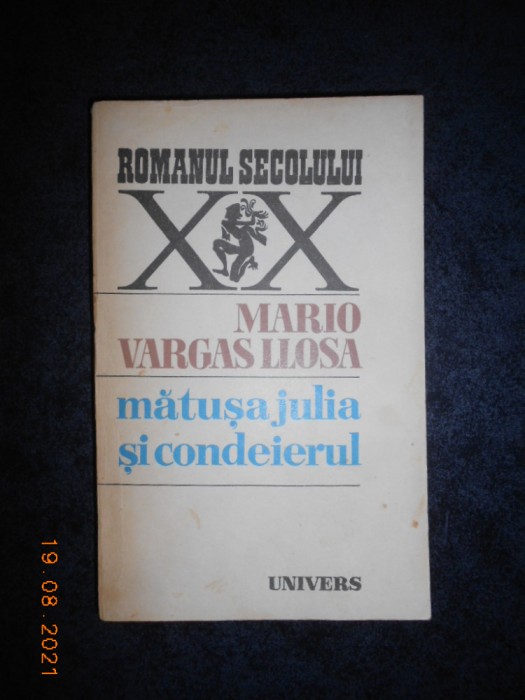 ROMANUL SECOLULUI
XX
MARIO
VARGAS LLOSA
mătușa julia
și condeierul
UNIVERS
19.08.2021